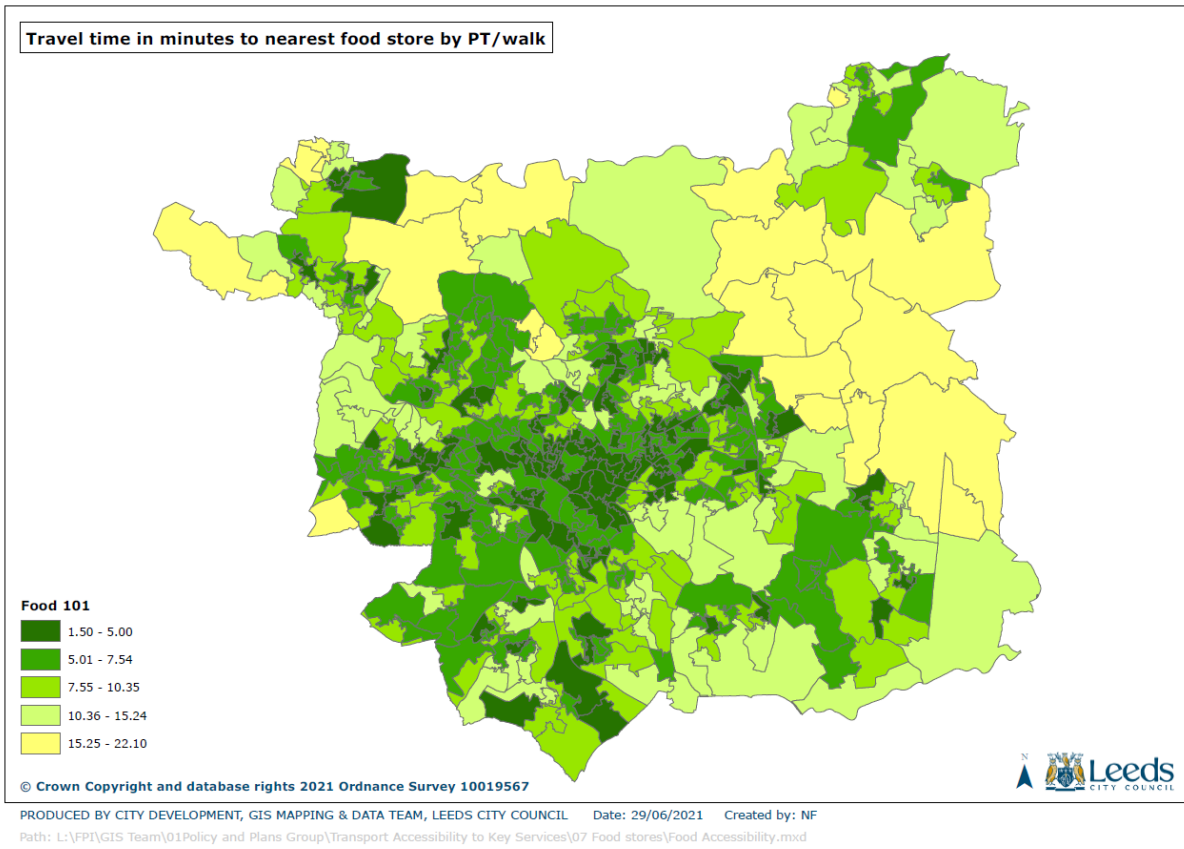 Travel time in minutes to nearest food store by PT/walk
Food 101
1.50 - 5.00
5.01 - 7.54
7.55 - 10.35
10.36 - 15.24
15.25 - 22.10
© Crown Copyright and database rights 2021 Ordnance Survey 10019567
N
Leeds
CITY COUNCIL
PRODUCED BY CITY DEVELOPMENT, GIS MAPPING & DATA TEAM, LEEDS CITY COUNCIL Date: 29/06/2021 Created by: NF
Path: L:\FPI\GIS Team\01Policy and Plans Group\Transport Accessibility to Key Services\07 Food stores\Food Accessibility.mxd